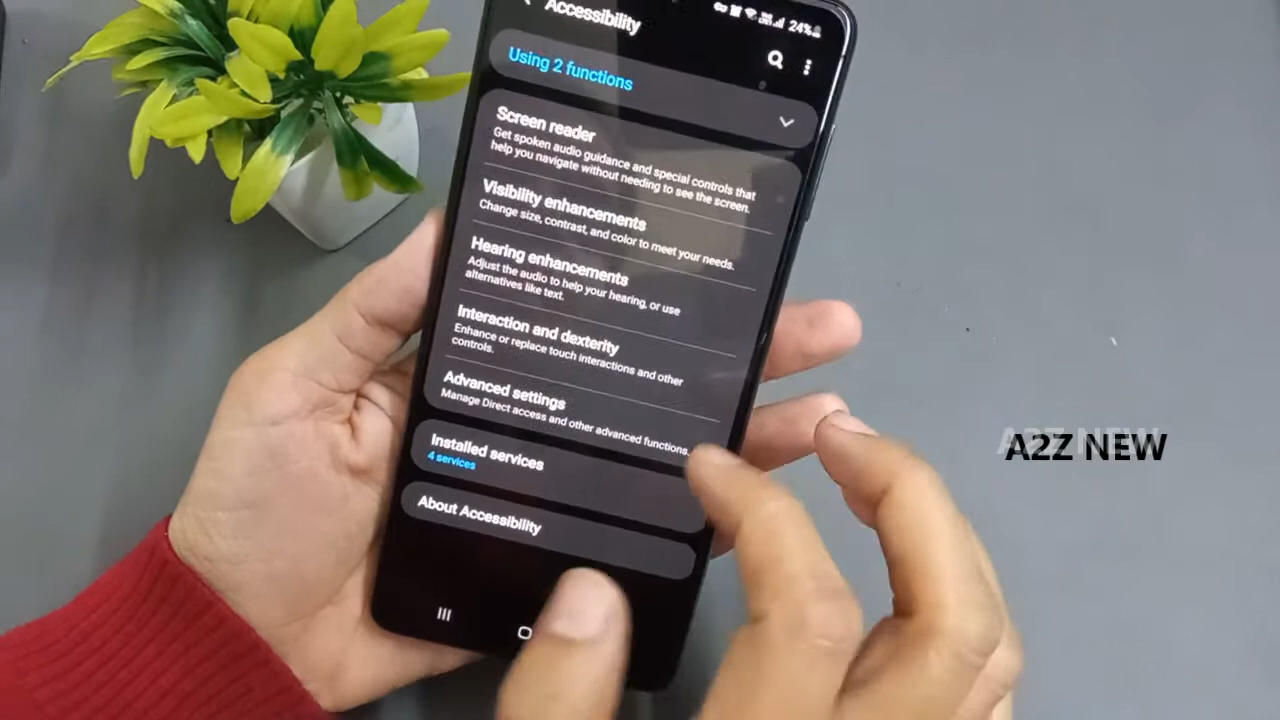 Accessibility
24%
Using 2 functions
Screen reader
Get spoken audio guidance and special controls that
help you navigate without needing to see the screen.
Visibility enhancements
Change size, contrast, and color to meet your needs.
Hearing enhancements
Adjust the audio to help your hearing, or use
alternatives like text.
Interaction and dexterity
Enhance or replace touch interactions and other
controls.
Advanced settings
Manage Direct access and other advanced functions.
Installed services
4 services
About Accessibility
A2Z NEW